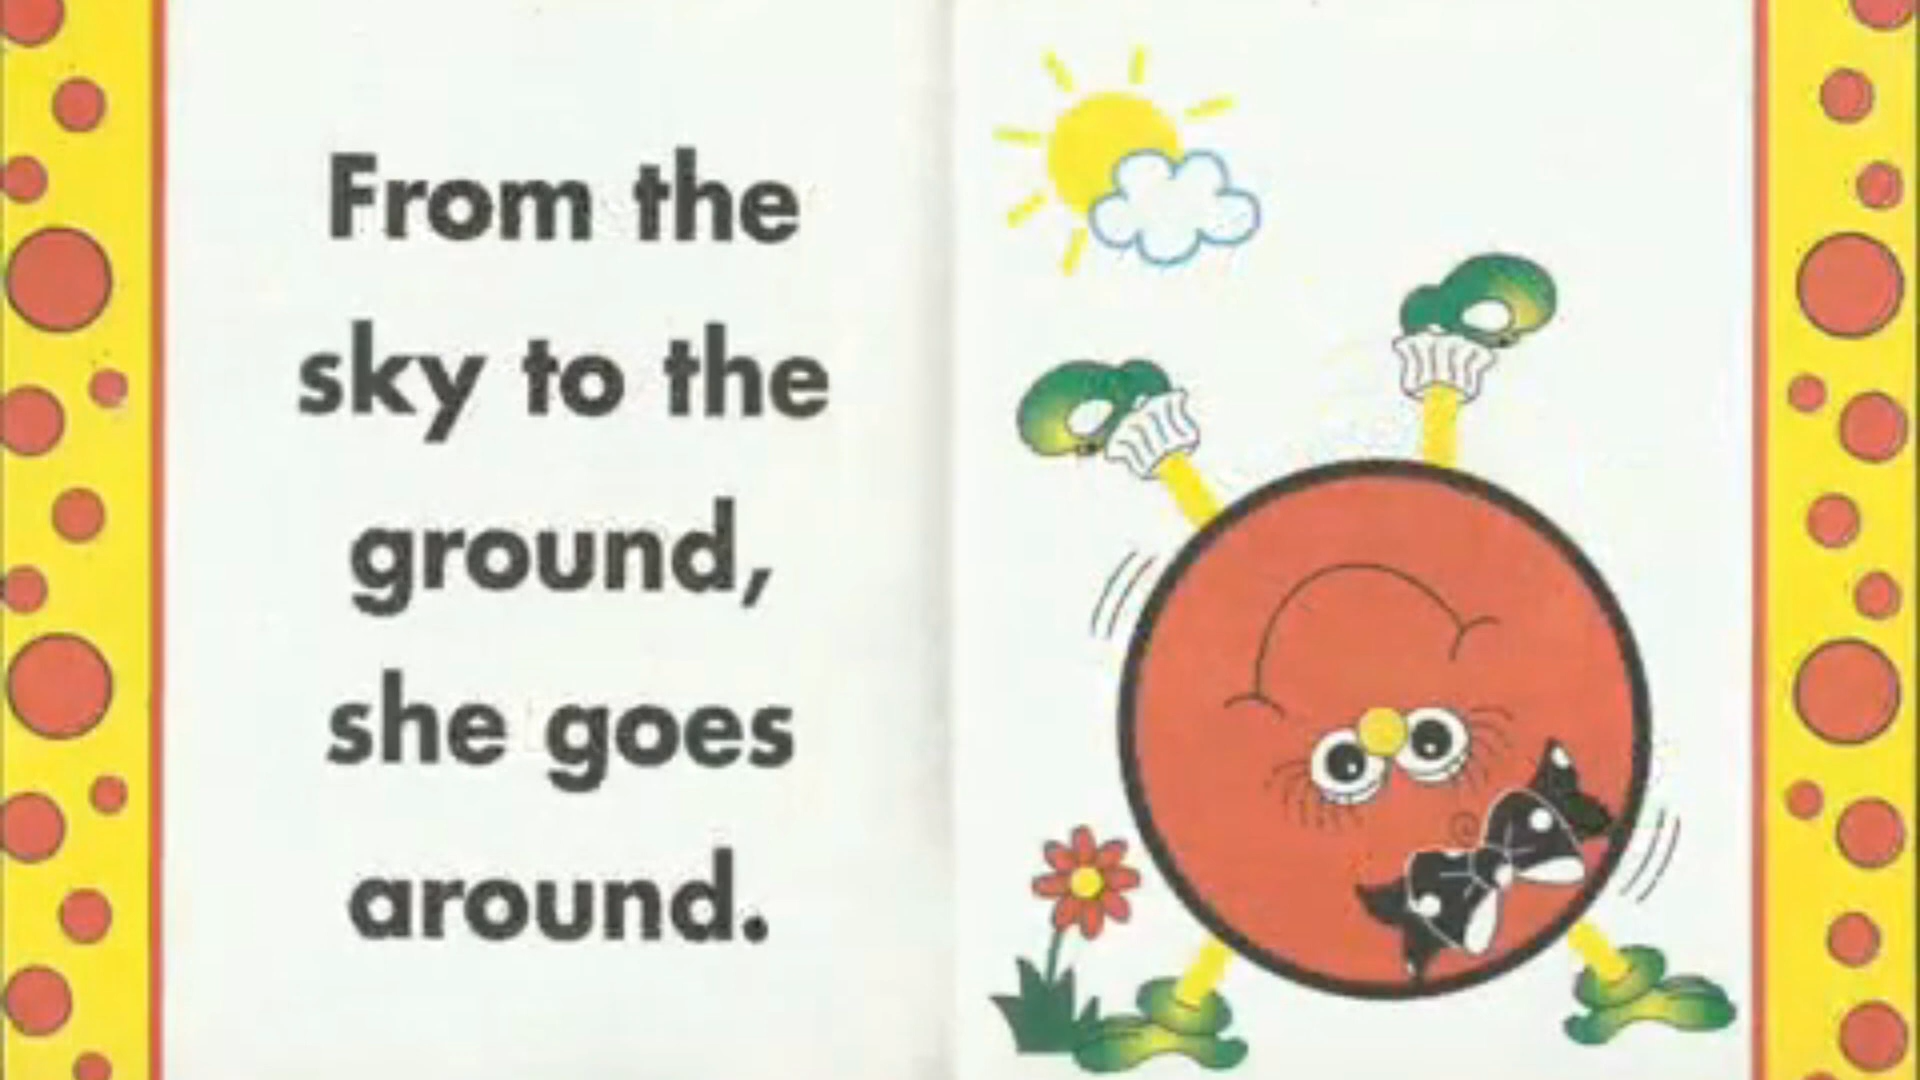 From the
sky to the
ground,
she goes
around.